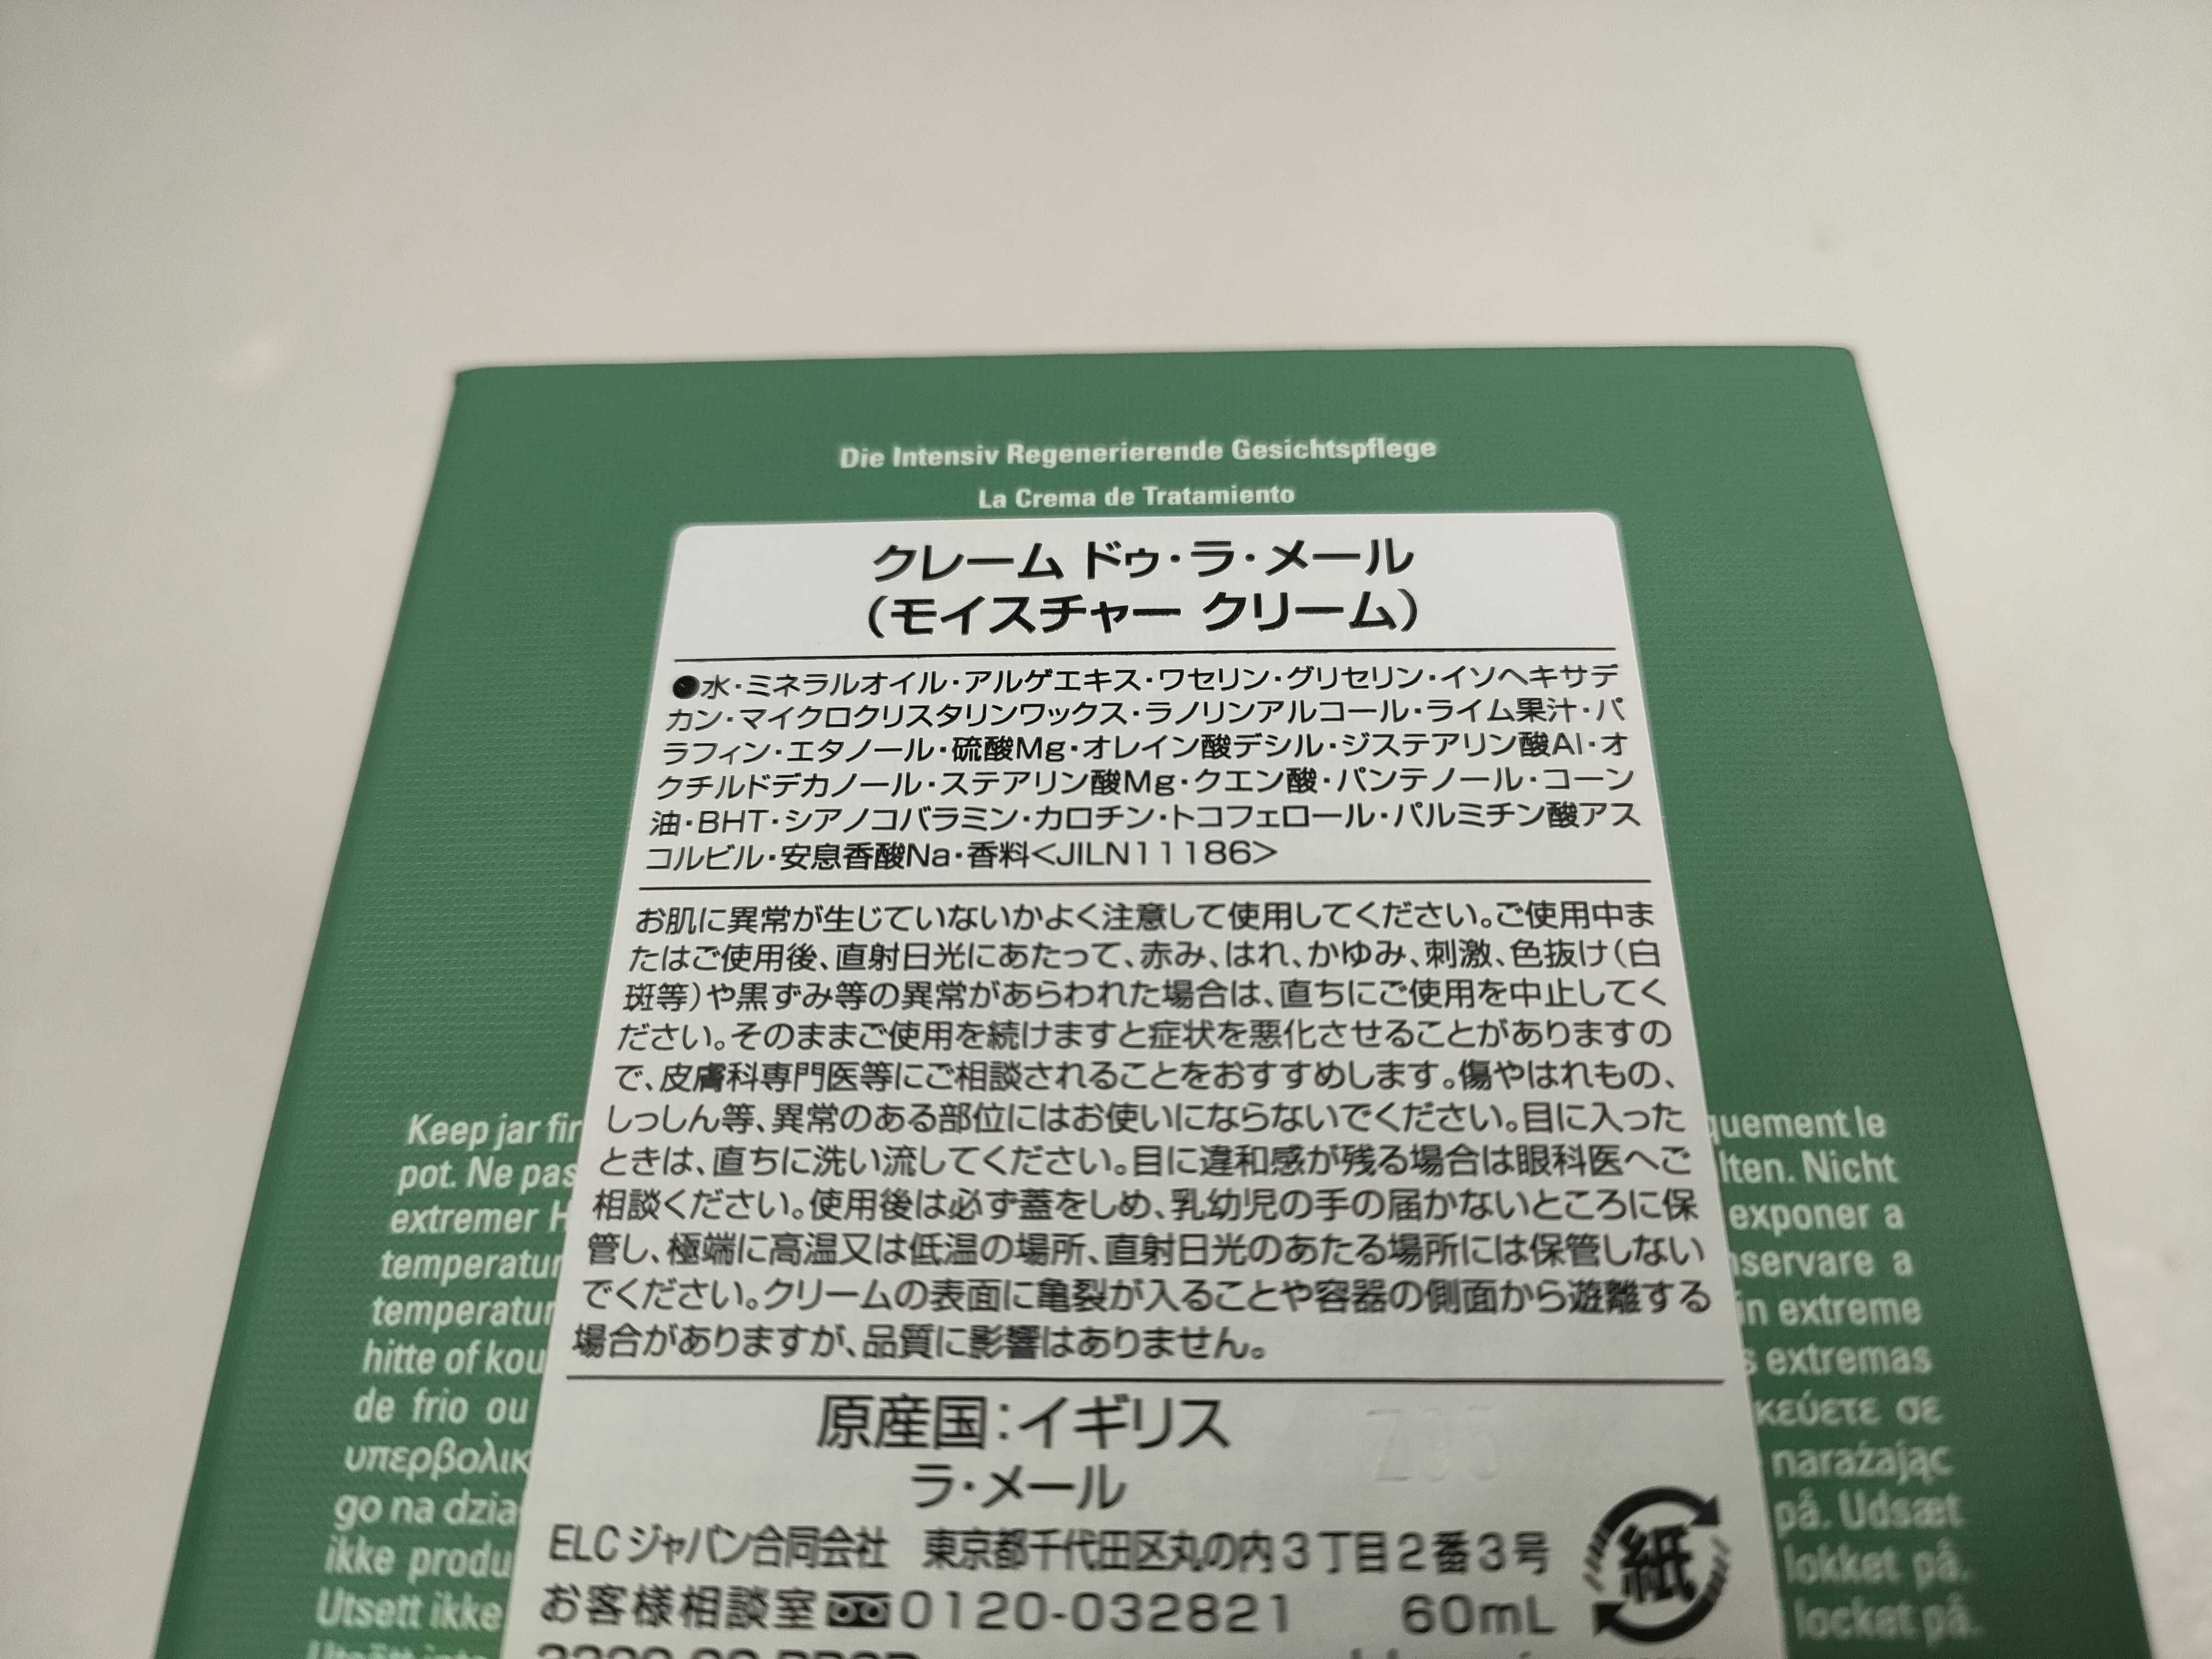 Die Intensiv Regenerierende Gesichtspflege
La Crema de Tratamiento
クレーム ドゥ・ラ・メール
(モイスチャー クリーム)
●水・ミネラルオイル・アルゲエキス・ワセリン・グリセリン・イソヘキサデ
カン・マイクロクリスタリンワックス・ラノリンアルコール・ライム果汁・パ
ラフィン・エタノール・硫酸Mg・オレイン酸デシル・ジステアリン酸Al・オ
クチルドデカノール・ステアリン酸Mg・クエン酸・パンテノール・コーン
油・BHT・シアノコバラミン・カロチン・トコフェロール・パルミチン酸アス
コルビル・安息香酸Na・香料<JILN11186>
お肌に異常が生じていないかよく注意して使用してください。ご使用中ま
たはご使用後、直射日光にあたって、赤み、はれ、かゆみ、刺激、色抜け(白
斑等)や黒ずみ等の異常があらわれた場合は、直ちにご使用を中止してく
ださい。そのままご使用を続けますと症状を悪化させることがありますの
で、皮膚科専門医等にご相談されることをおすすめします。傷やはれもの、
しっしん等、異常のある部位にはお使いにならないでください。目に入った
ときは、直ちに洗い流してください。目に違和感が残る場合は眼科医へご
相談ください。使用後は必ず蓋をしめ、乳幼児の手の届かないところに保
管し、極端に高温又は低温の場所、直射日光のあたる場所には保管しない
でください。クリームの表面に亀裂が入ることや容器の側面から遊離する
場合がありますが、品質に影響はありません。
原産国:イギリス
ラ・メール
ELCジャパン合同会社 東京都千代田区丸の内3丁目2番3号
お客様相談室 0120-032821 60mL
紙
Keep jar
pot. Ne pas
extremer
hitte of
de frio ou
go na
ikke
Utsett ikke
le
Nicht
exponer a
a
in extreme
extremas
σε
narażając
på. Udsæt
lokket på.
locket på.